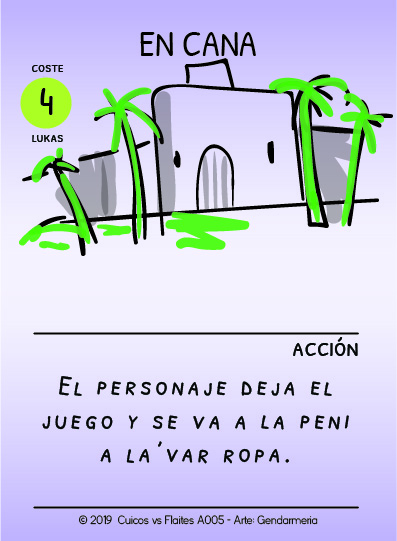 EN CANA
COSTE
4
LUKAS
ACCIÓN
EL PERSONAJE DEJA EL
JUEGO Y SE VA A LA PENI
A LA'VAR ROPA.
© 2019 Cuicos vs Flaites A005 - Arte: Gendarmeria